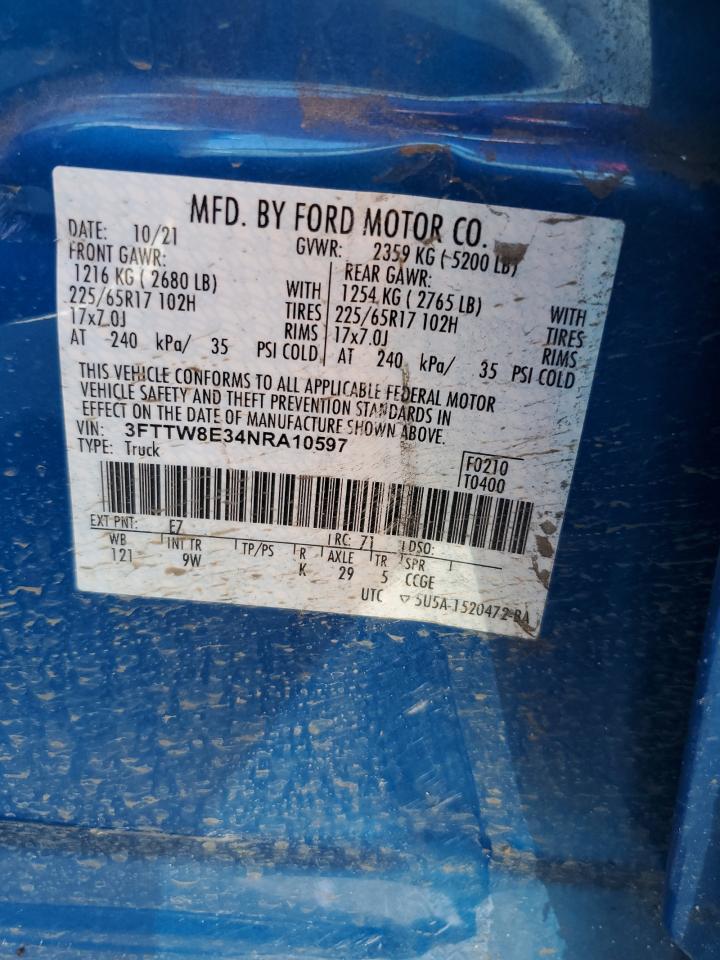 MFD. BY FORD MOTOR CO.
DATE: 10/21 GVWR: 2359 KG (5200 LB)
FRONT GAWR: REAR GAWR:
1216 KG (2680 LB) WITH 1254 KG (2765 LB) WITH
225/65R17 102H TIRES 225/65R17 102H TIRES
17x7.0J RIMS 17x7.0J RIMS
AT 240 kPa/ 35 PSI COLD AT 240 kPa/ 35 PSI COLD
THIS VEHICLE CONFORMS TO ALL APPLICABLE FEDERAL MOTOR
VEHICLE SAFETY AND THEFT PREVENTION STANDARDS IN
EFFECT ON THE DATE OF MANUFACTURE SHOWN ABOVE.
VIN: 3FTTW8E34NRA10597
TYPE: Truck
F0210
T0400
EXT PNT: EZ RC: 71 DSO:
WB INT TR TP/PS R AXLE TR SPR
121 9W K 29 5 CCGE
UTC ▽ 5U5A-1520472-BA